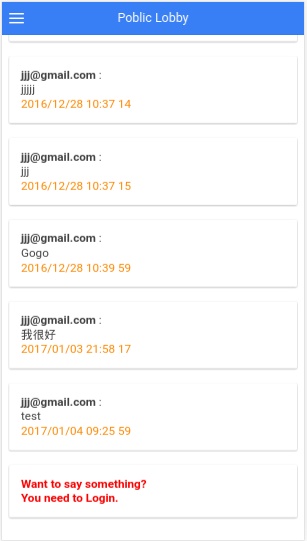 Poblic Lobby
jjj@gmail.com :
jjjjj
2016/12/28 10:37 14
jjj@gmail.com :
jjj
2016/12/28 10:37 15
jjj@gmail.com :
Gogo
2016/12/28 10:39 59
jjj@gmail.com :
我很好
2017/01/03 21:58 17
jjj@gmail.com :
test
2017/01/04 09:25 59
Want to say something?
You need to Login.